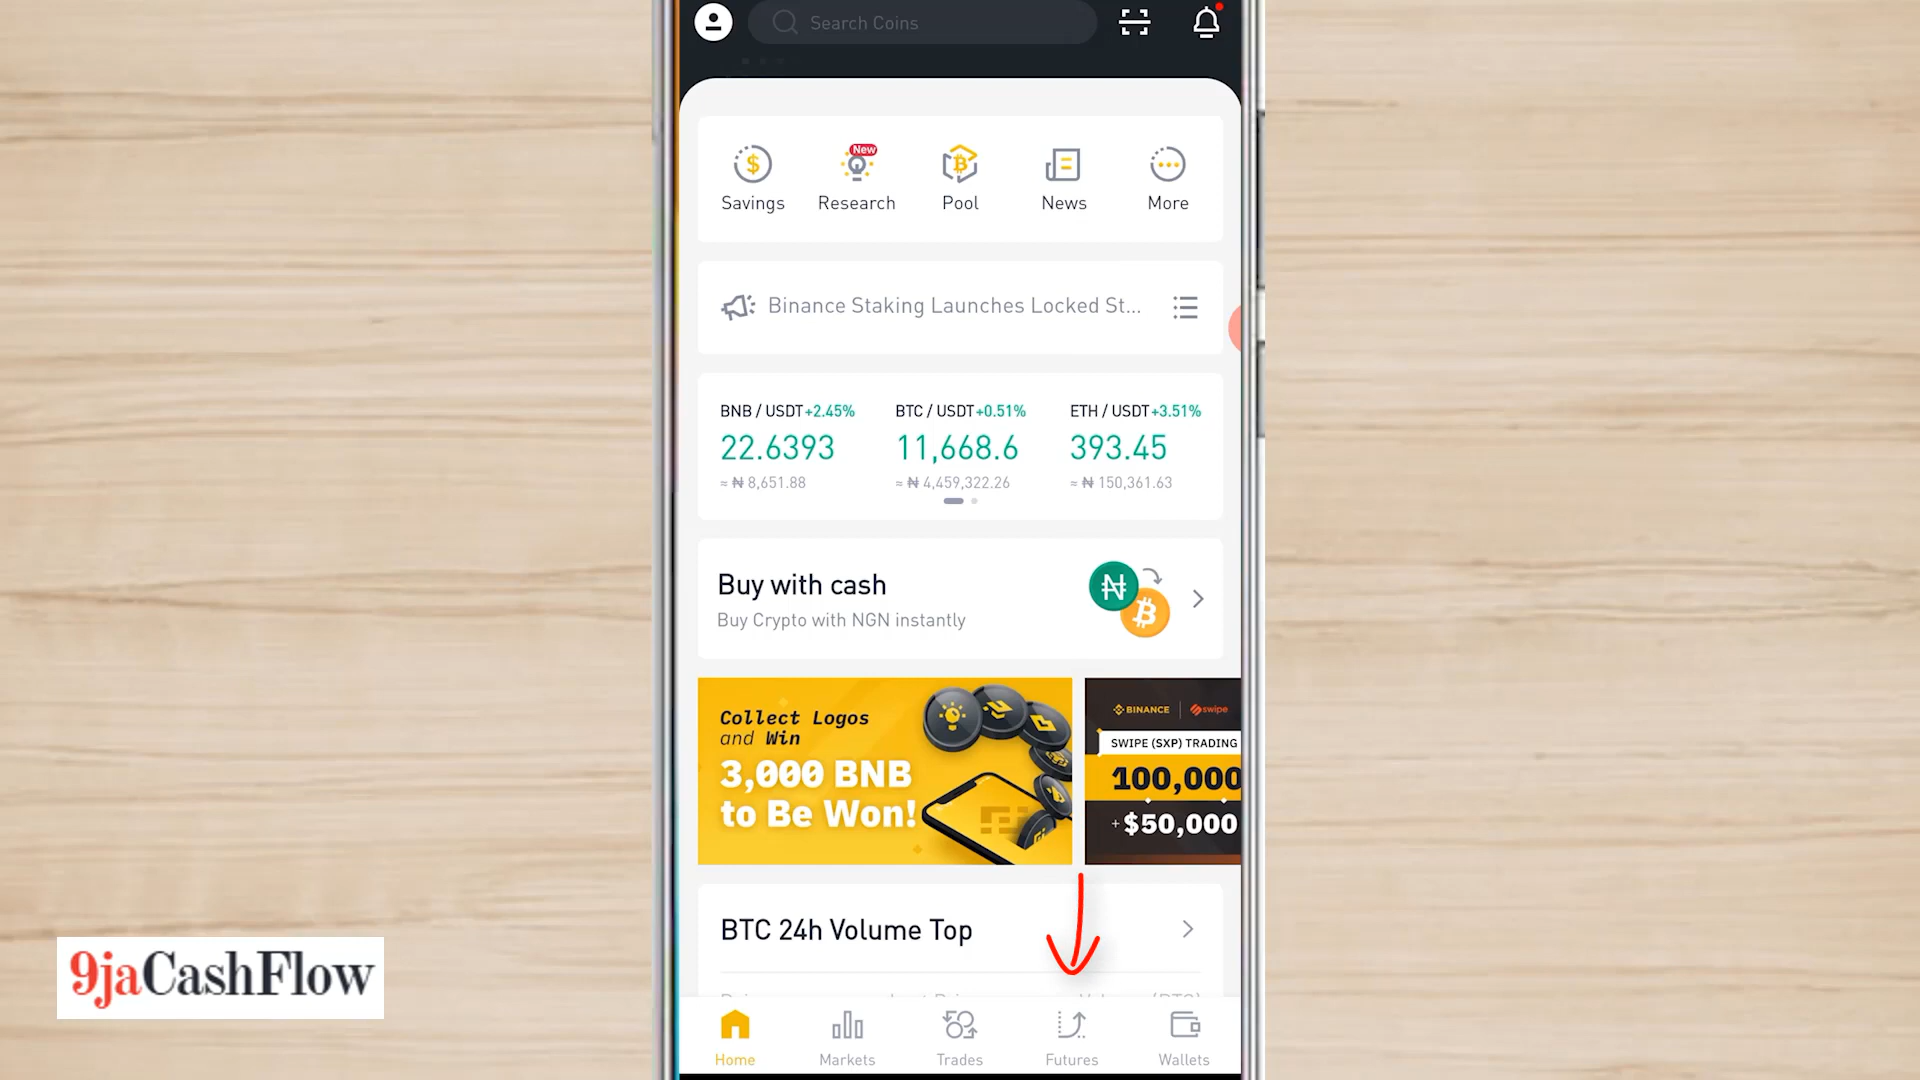 Search Coins
New
Savings
Research
Pool
News
More
Binance Staking Launches Locked St...
BNB / USDT+2.45%
BTC / USDT+0.51%
ETH / USDT+3.51%
22.6393
11,668.6
393.45
≈ ₦ 8,651.88
≈ ₦ 4,459,322.26
≈ ₦ 150,361.63
Buy with cash
Buy Crypto with NGN instantly
Collect Logos
and Win
3,000 BNB
to Be Won!
BINANCE | swipe
SWIPE (SXP) TRADING
100,000
+$50,000
BTC 24h Volume Top
9jaCashFlow
Home
Markets
Trades
Futures
Wallets